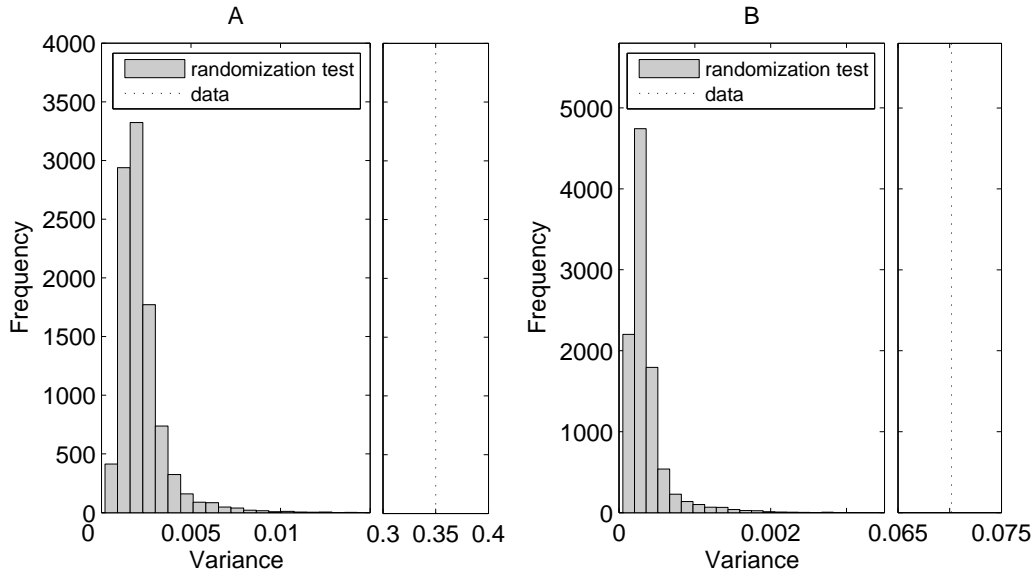 A
4000
3500
3000
2500
2000
1500
1000
500
0
Frequency
randomization test
data
0 0.005 0.01 0.3 0.35 0.4
Variance
B
5000
4000
3000
2000
1000
0
Frequency
randomization test
data
0 0.002 0.065 0.075
Variance